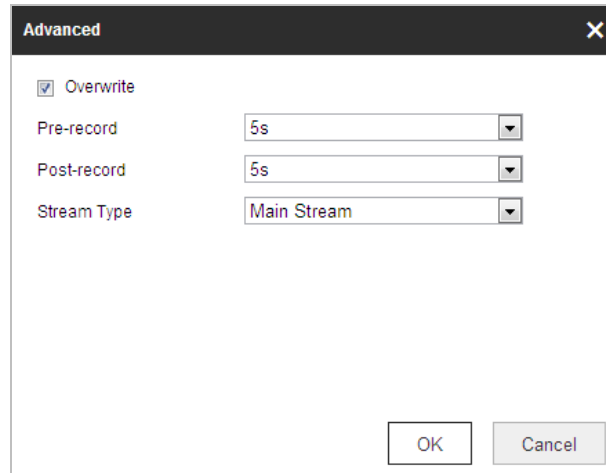 Advanced
Overwrite
Pre-record 5s
Post-record 5s
Stream Type Main Stream
OK Cancel